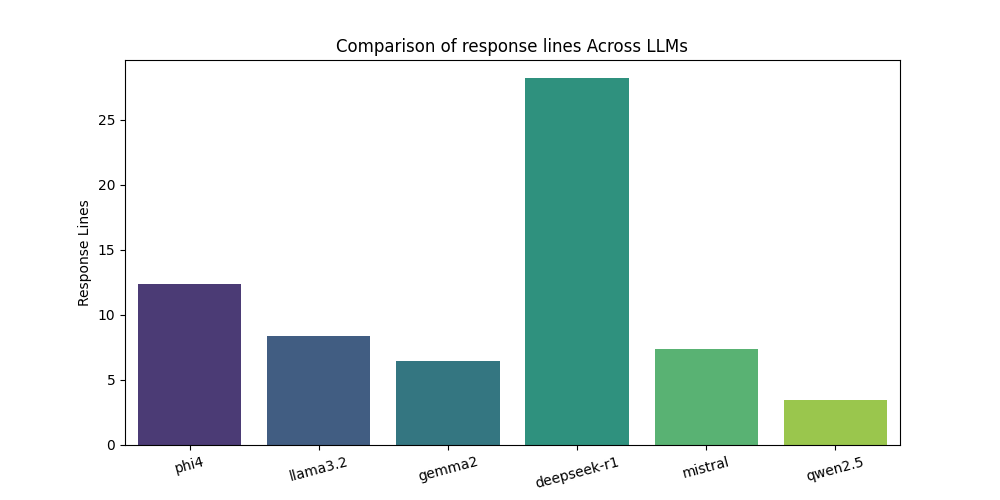 Comparison of response lines Across LLMs
Response Lines
25
20
15
10
5
0
phi4
llama3.2
gemma2
deepseek-r1
mistral
qwen2.5